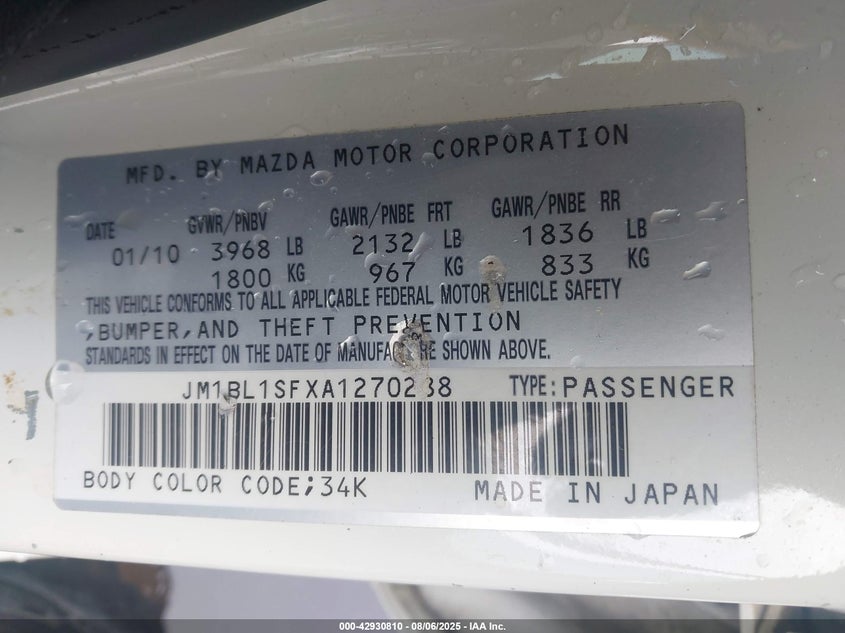 MFD. BY MAZDA MOTOR CORPORATION
DATE GVWR/PNBV GAWR/PNBE FRT GAWR/PNBE RR
01/10 3968 LB 2132 LB 1836 LB
1800 KG 967 KG 833 KG
THIS VEHICLE CONFORMS TO ALL APPLICABLE FEDERAL MOTOR VEHICLE SAFETY
,BUMPER,AND THEFT PREVENTION
STANDARDS IN EFFECT ON THE DATE OF MANUFACTURE SHOWN ABOVE.
JM1BL1SFXA1270288 TYPE:PASSENGER
BODY COLOR CODE;34K MADE IN JAPAN
000-42930810 - 08/06/2025 - IAA Inc.